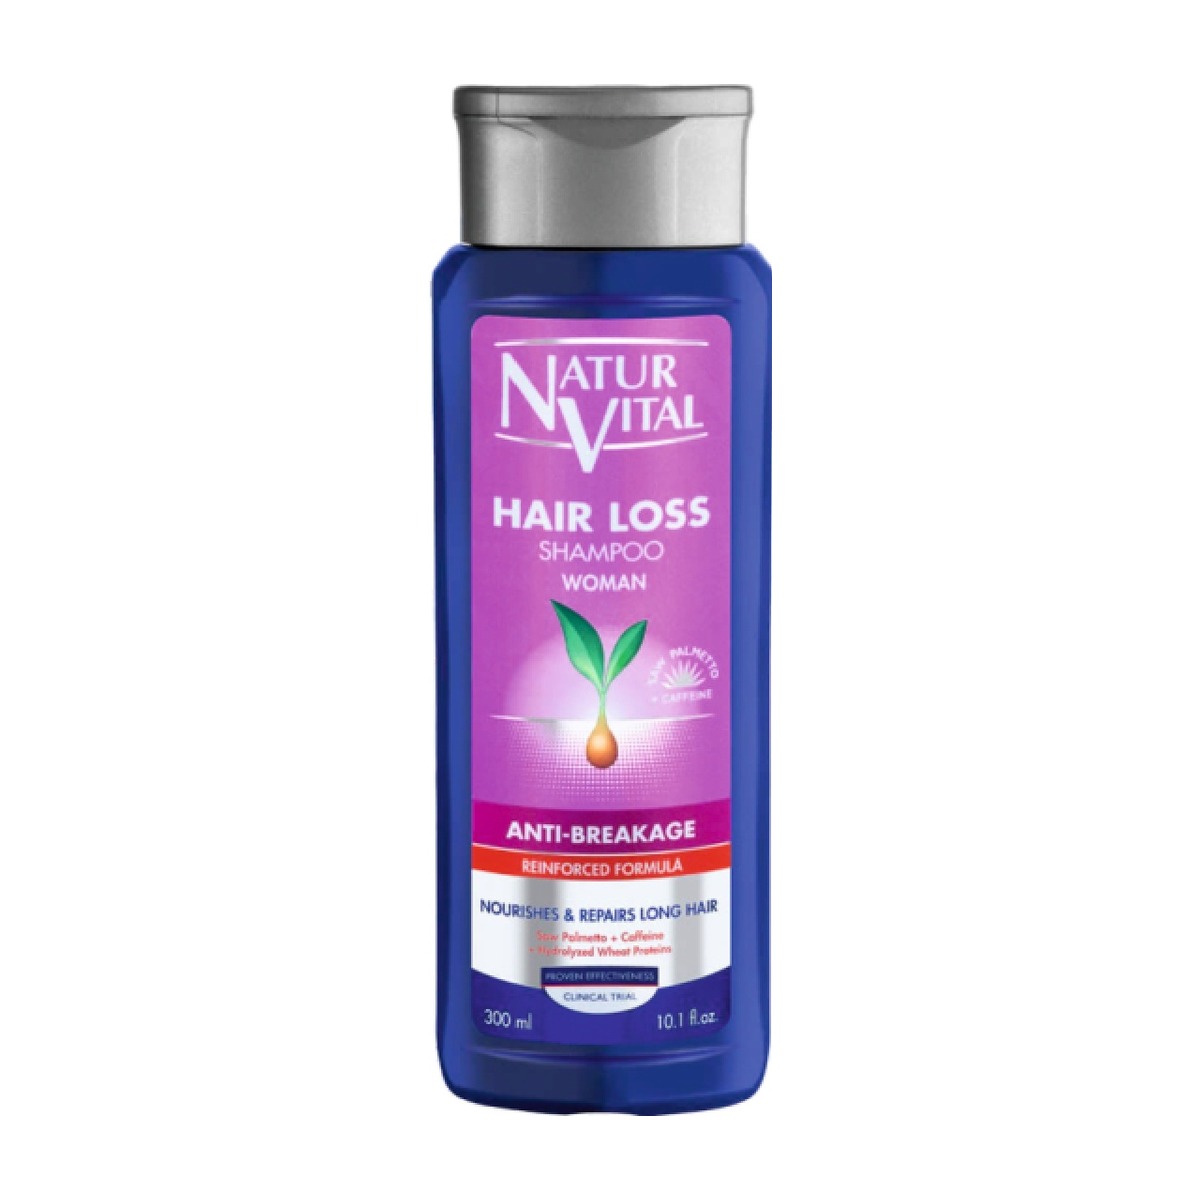 NATUR
VITAL
HAIR LOSS
SHAMPOO
WOMAN
SAW PALMETTO
+ CAFFEINE
ANTI-BREAKAGE
REINFORCED FORMULA
NOURISHES & REPAIRS LONG HAIR
Saw Palmetto + Caffeine
+ Hydrolyzed Wheat Proteins
PROVEN EFFECTIVENESS
CLINICAL TRIAL
300 ml
10.1 fl.oz.